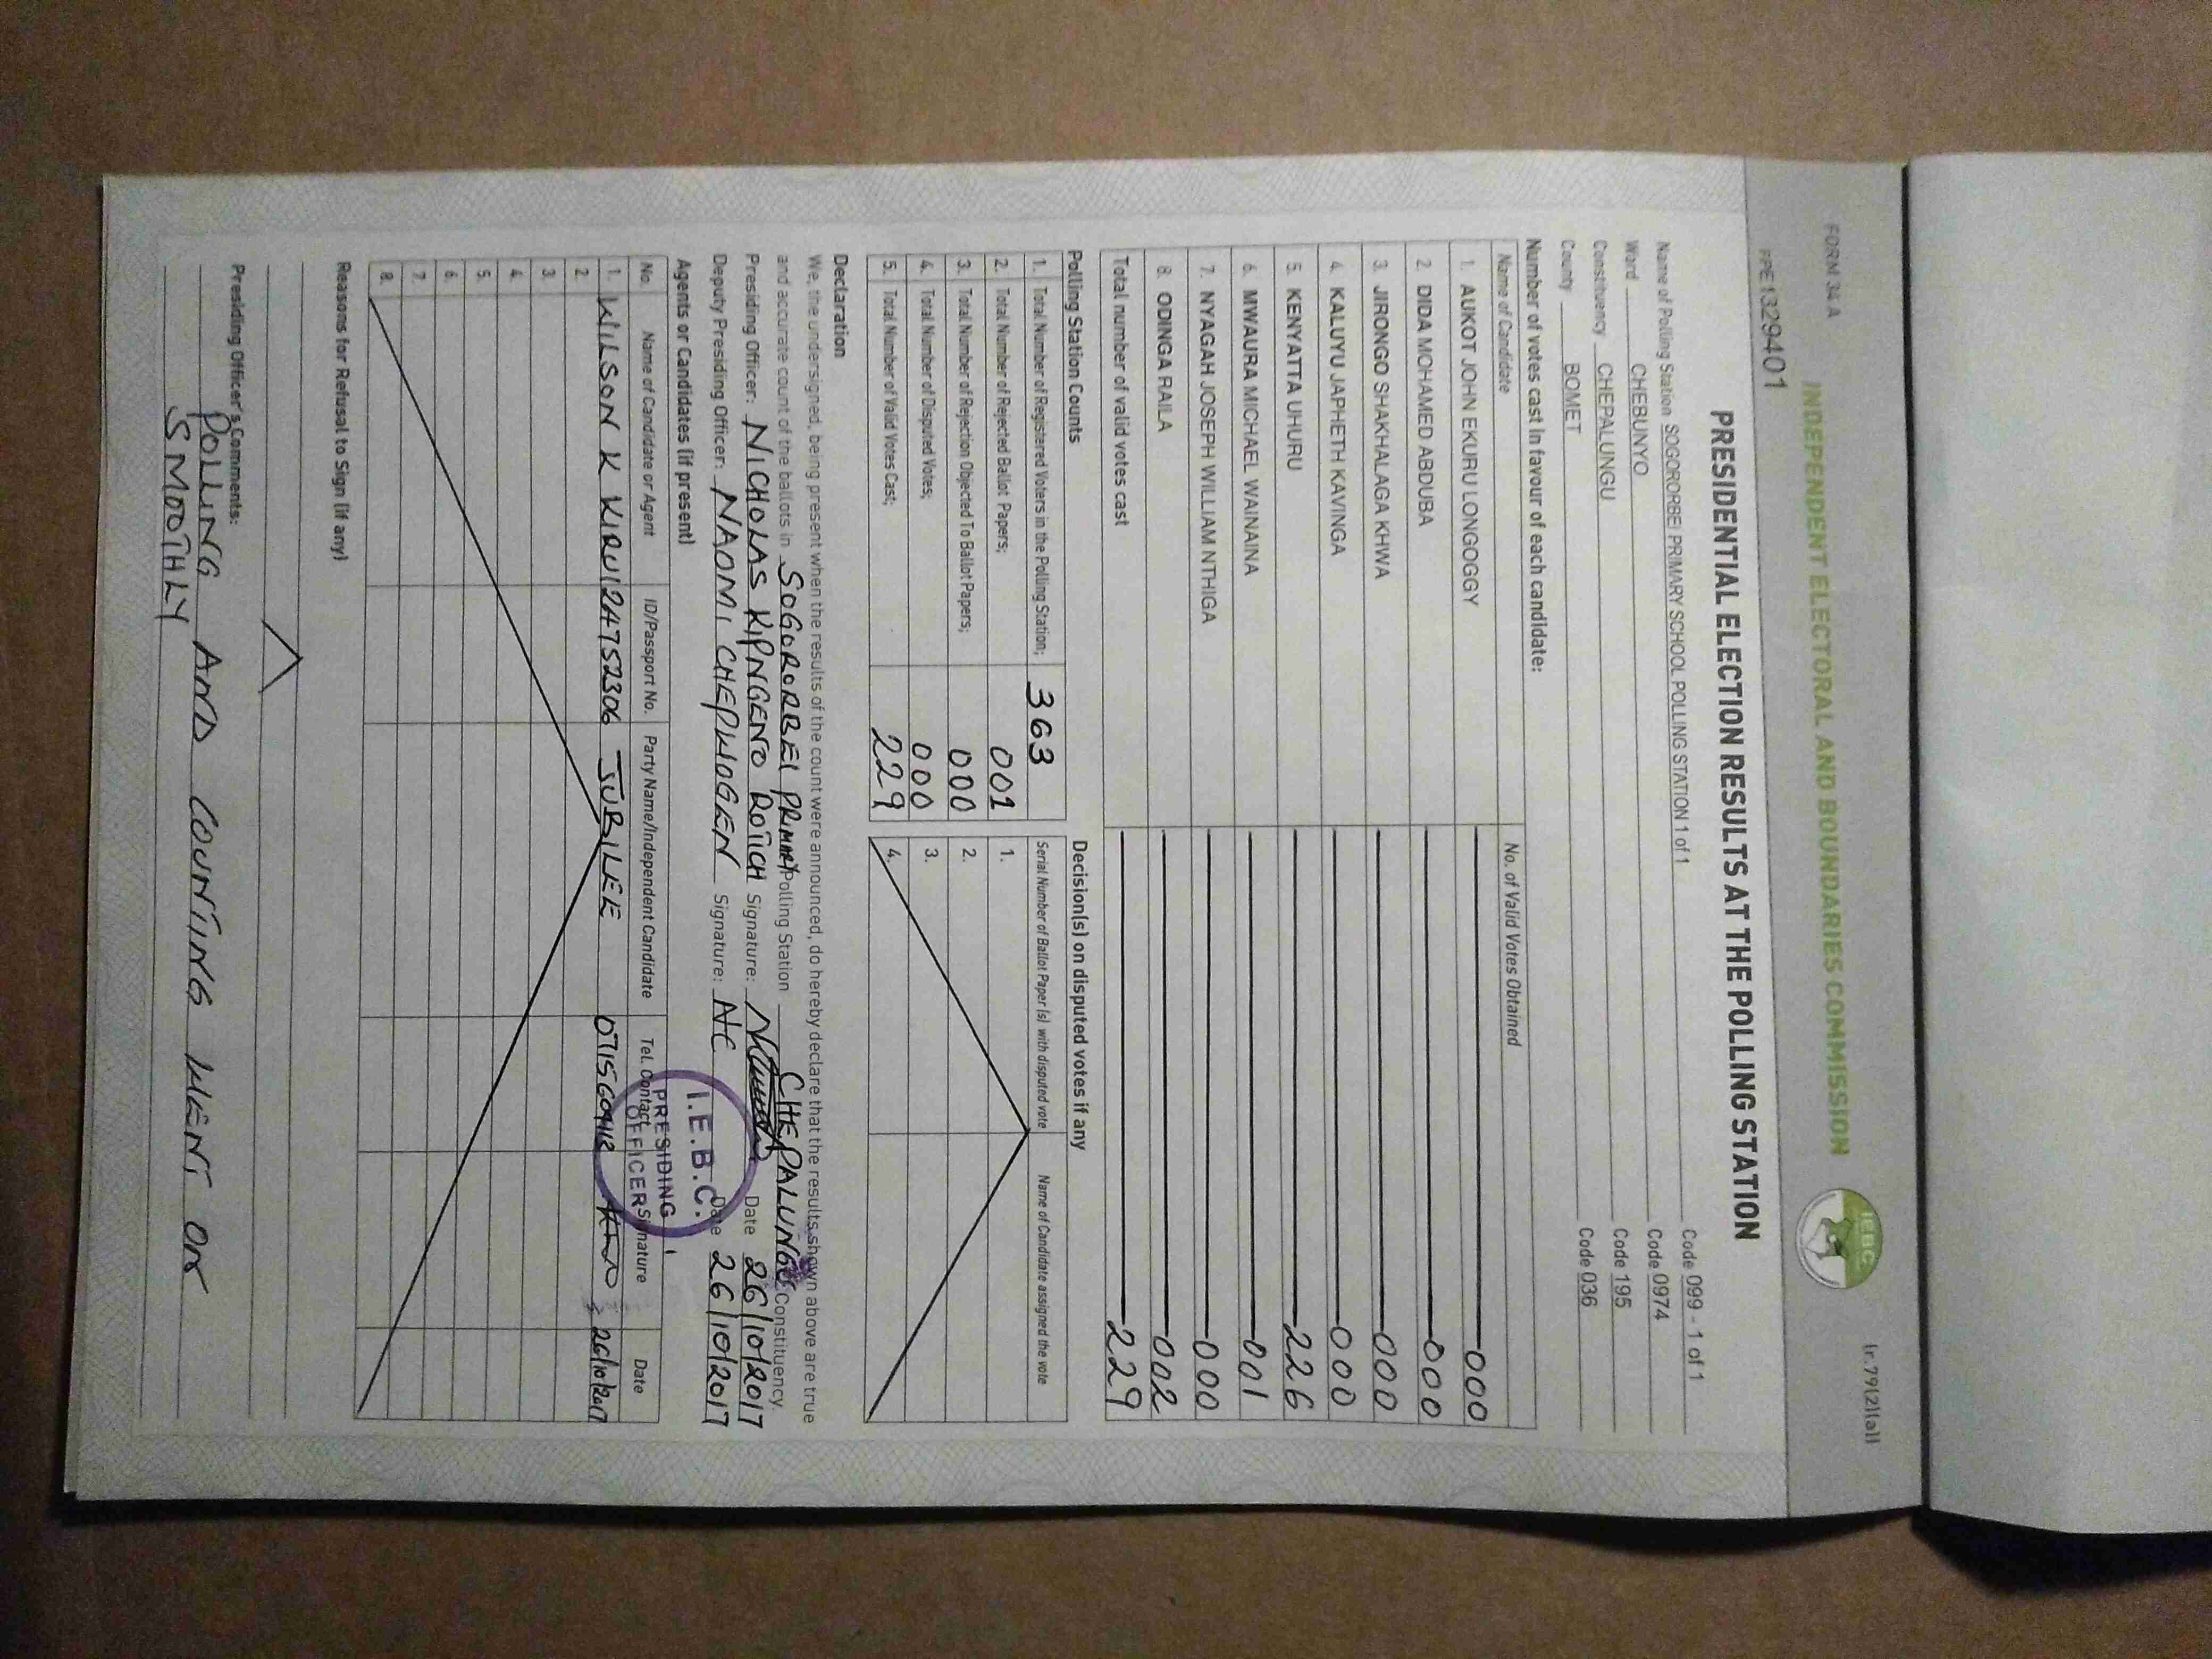 FORM 34 A
(r.79(2)(a))
INDEPENDENT ELECTORAL AND BOUNDARIES COMMISSION
IEBC
PPE1329401
PRESIDENTIAL ELECTION RESULTS AT THE POLLING STATION
Name of Polling Station SOGORORBEI PRIMARY SCHOOL POLLING STATION 1 of 1 Code 099 - 1 of 1
Ward CHEBUNYO Code 0974
Constituency CHEPALUNGU Code 195
County BOMET Code 036
Number of votes cast in favour of each candidate:
Name of Candidate No. of Valid Votes Obtained
1. AUKOT JOHN EKURU LONGOGGY 000
2. DIDA MOHAMED ABDUBA 000
3. JIRONGO SHAKHALAGA KHWA 000
4. KALUYU JAPHETH KAVINGA 000
5. KENYATTA UHURU 226
6. MWAURA MICHAEL WAINAINA 001
7. NYAGAH JOSEPH WILLIAM NTHIGA 000
8. ODINGA RAILA 002
Total number of valid votes cast 229
Polling Station Counts
1. Total Number of Registered Voters in the Polling Station; 363
2. Total Number of Rejected Ballot Papers; 001
3. Total Number of Rejection Objected To Ballot Papers; 000
4. Total Number of Disputed Votes; 000
5. Total Number of Valid Votes Cast; 229
Decision(s) on disputed votes if any
Serial Number of Ballot Paper (s) with disputed vote Name of Candidate assigned the vote
1.
2.
3.
4.
Declaration
We, the undersigned, being present when the results of the count were announced, do hereby declare that the results shown above are true
and accurate count of the ballots in SOGORORBEI PRIMARY Polling Station CHEPALUNGU Constituency.
Presiding Officer: NICHOLAS KIPNGENO ROTICH Signature: Date 26/10/2017
Deputy Presiding Officer: NAOMI CHEPKIOGEN Signature: NC Date 26/10/2017
I.E.B.C.
PRESIDING
OFFICER
Agents or Candidates (if present)
No. Name of Candidate or Agent ID/Passport No. Party Name/Independent Candidate Tel. Contact Signature Date
1. WILSON K KIRUI 24752306 JUBILEE 26/10/2017
2.
3.
4.
5.
6.
7.
8.
Reasons for Refusal to Sign (if any)
Presiding Officer's Comments:
POLLING AND COUNTING WENT ON
SMOOTHLY